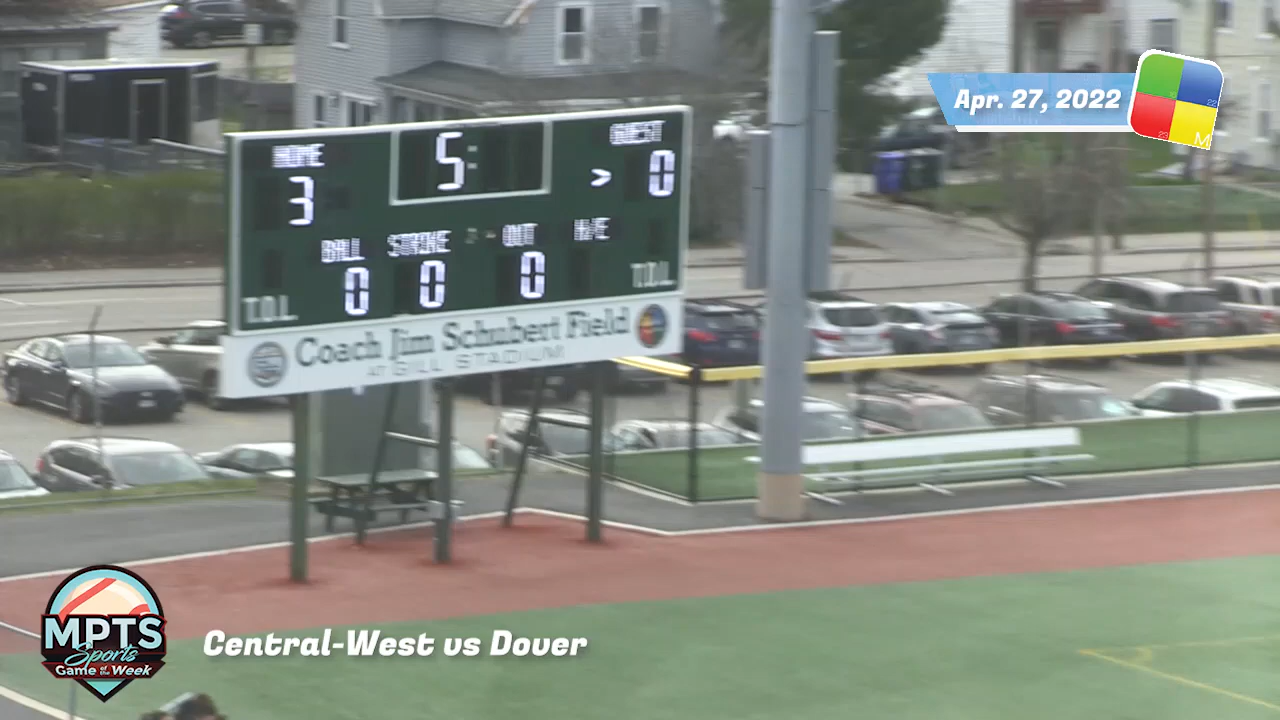 Apr. 27, 2022
M
HOME
5:
GUEST
3
> 0
BALL STRIKE OUT H/E
0 0 0
T.O.L T.O.L
Coach Jim Schubert Field
AT GILL STADIUM
MPTS
Sports
Game of the Week
Central-West vs Dover